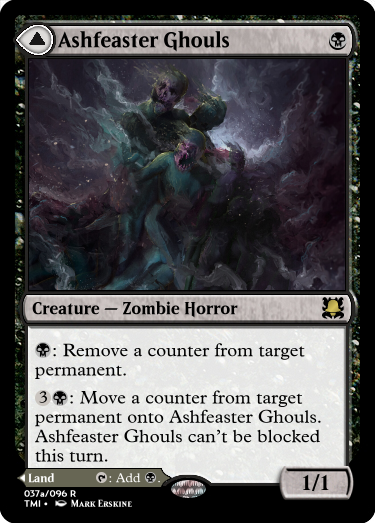 Ashfeaster Ghouls
Creature — Zombie Horror
: Remove a counter from target
permanent.
3 : Move a counter from target
permanent onto Ashfeaster Ghouls.
Ashfeaster Ghouls can't be blocked
this turn.
Land : Add .
1/1
037a/096 R
TMI • Mark Erskine